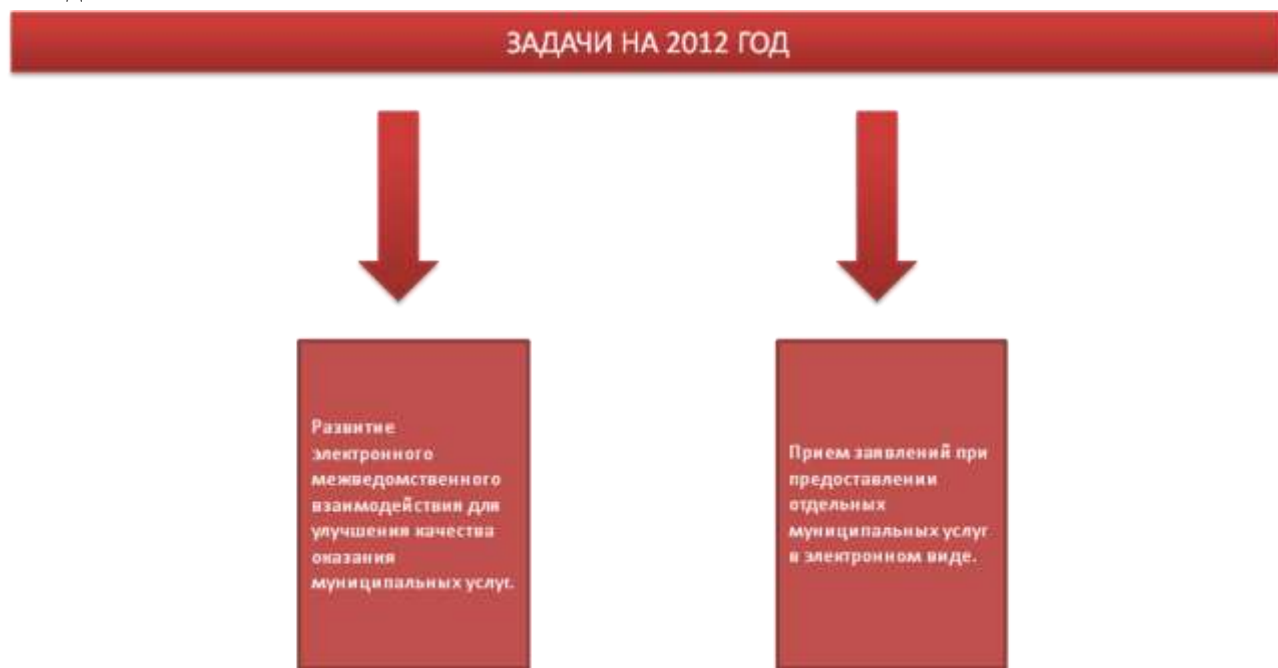 ЗАДАЧИ НА 2012 ГОД
Развитие
электронного
межведомственного
взаимодействия для
улучшения качества
оказания
муниципальных услуг.
Прием заявлений при
предоставлении
отдельных
муниципальных услуг
в электронном виде.